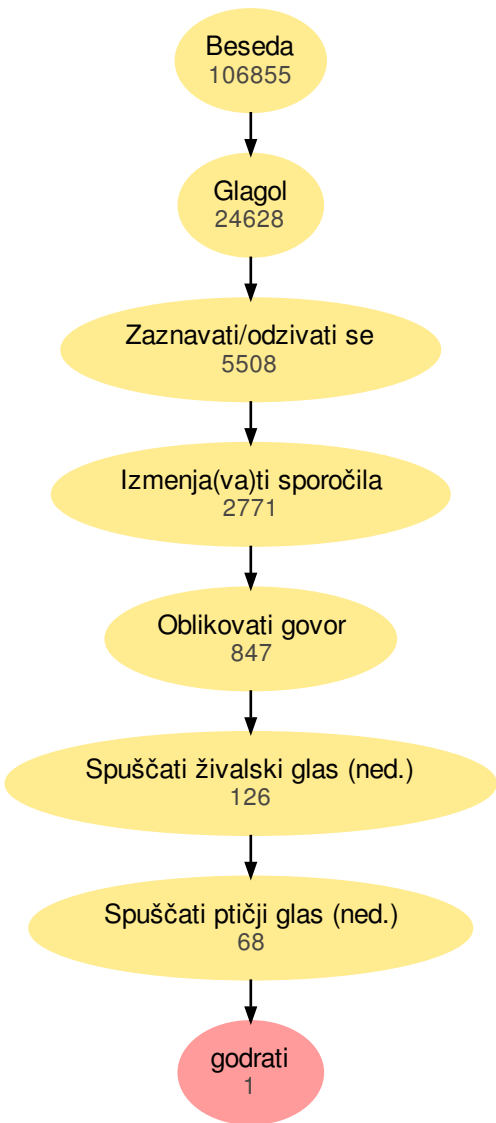 Beseda
106855
Glagol
24628
Zaznavati/odzivati se
5508
Izmenja(va)ti sporočila
2771
Oblikovati govor
847
Spuščati živalski glas (ned.)
126
Spuščati ptičji glas (ned.)
68
godrati
1